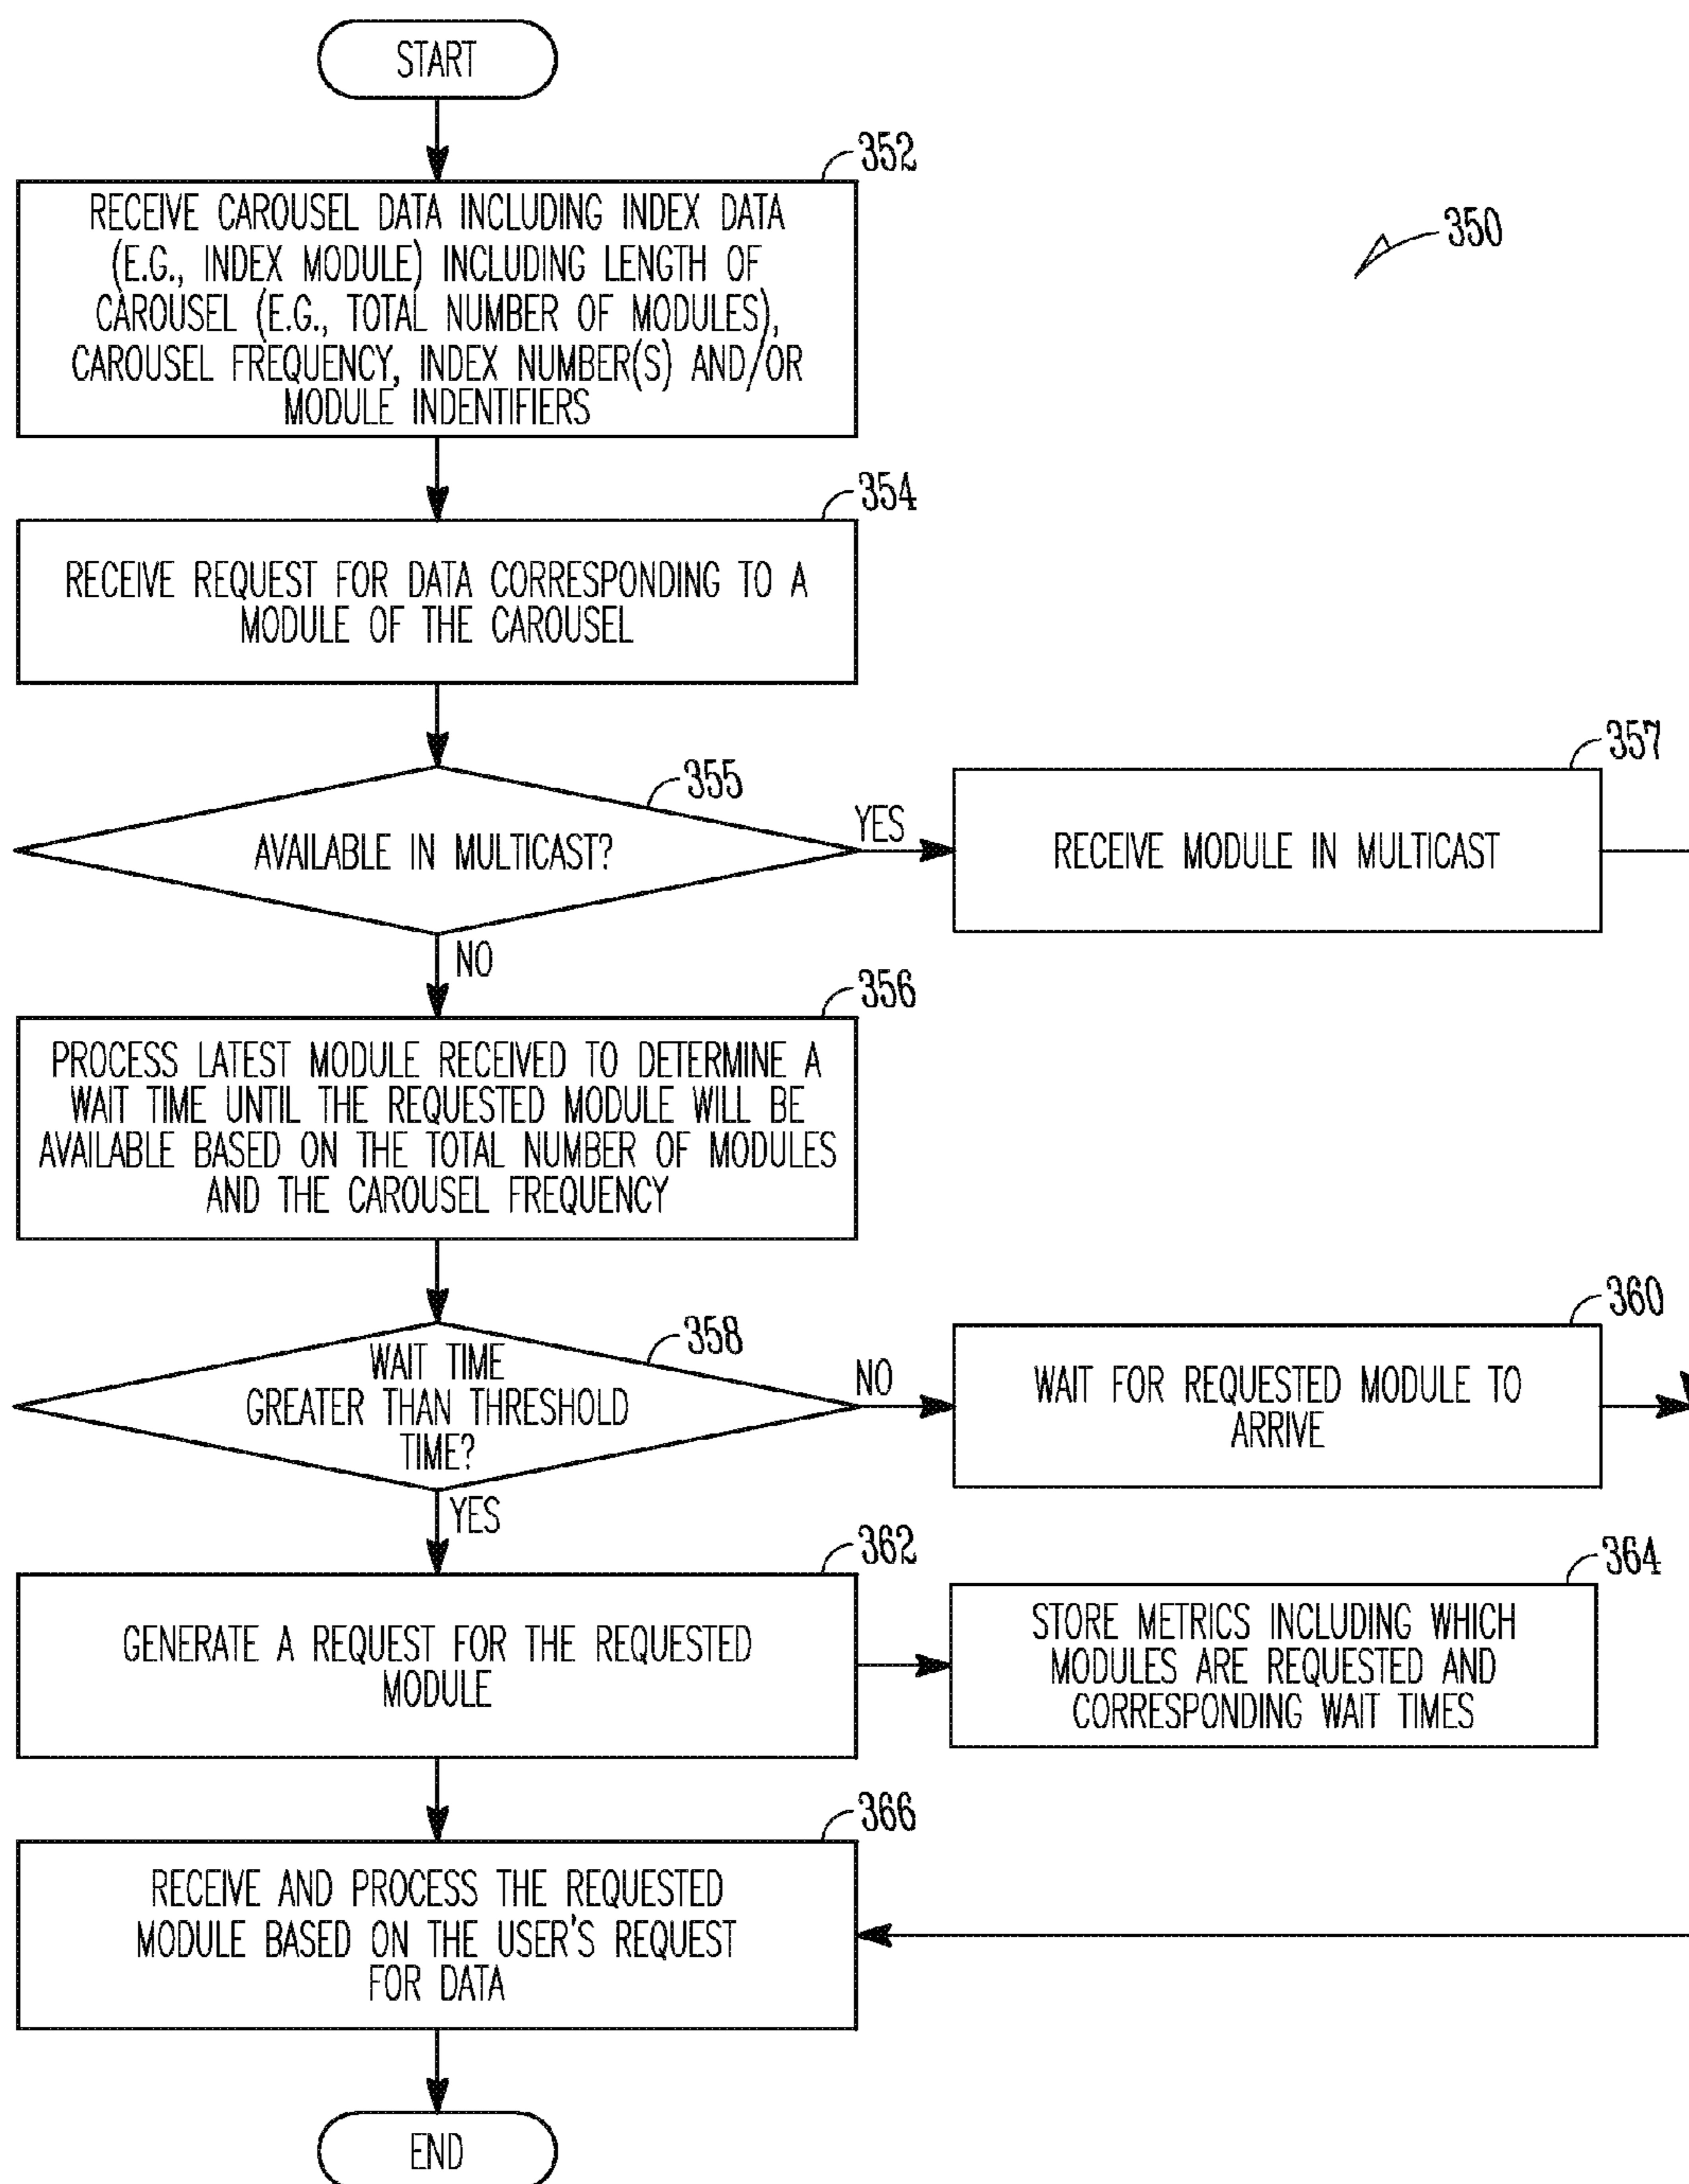 START
352
RECEIVE CAROUSEL DATA INCLUDING INDEX DATA
(E.G., INDEX MODULE) INCLUDING LENGTH OF
CAROUSEL (E.G., TOTAL NUMBER OF MODULES),
CAROUSEL FREQUENCY, INDEX NUMBER(S) AND/OR
MODULE INDENTIFIERS
350
354
RECEIVE REQUEST FOR DATA CORRESPONDING TO A
MODULE OF THE CAROUSEL
355
AVAILABLE IN MULTICAST?
YES
357
RECEIVE MODULE IN MULTICAST
NO
356
PROCESS LATEST MODULE RECEIVED TO DETERMINE A
WAIT TIME UNTIL THE REQUESTED MODULE WILL BE
AVAILABLE BASED ON THE TOTAL NUMBER OF MODULES
AND THE CAROUSEL FREQUENCY
358
WAIT TIME
GREATER THAN THRESHOLD
TIME?
NO
360
WAIT FOR REQUESTED MODULE TO
ARRIVE
YES
362
GENERATE A REQUEST FOR THE REQUESTED
MODULE
364
STORE METRICS INCLUDING WHICH
MODULES ARE REQUESTED AND
CORRESPONDING WAIT TIMES
366
RECEIVE AND PROCESS THE REQUESTED
MODULE BASED ON THE USER'S REQUEST
FOR DATA
END